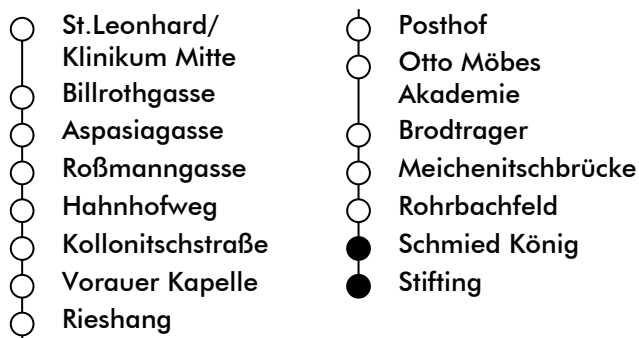 St.Leonhard/
Klinikum Mitte
Billrothgasse
Aspasiagasse
Roßmanngasse
Hahnhofweg
Kollonitschstraße
Vorauer Kapelle
Rieshang
Posthof
Otto Möbes
Akademie
Brodtrager
Meichenitschbrücke
Rohrbachfeld
Schmied König
Stifting